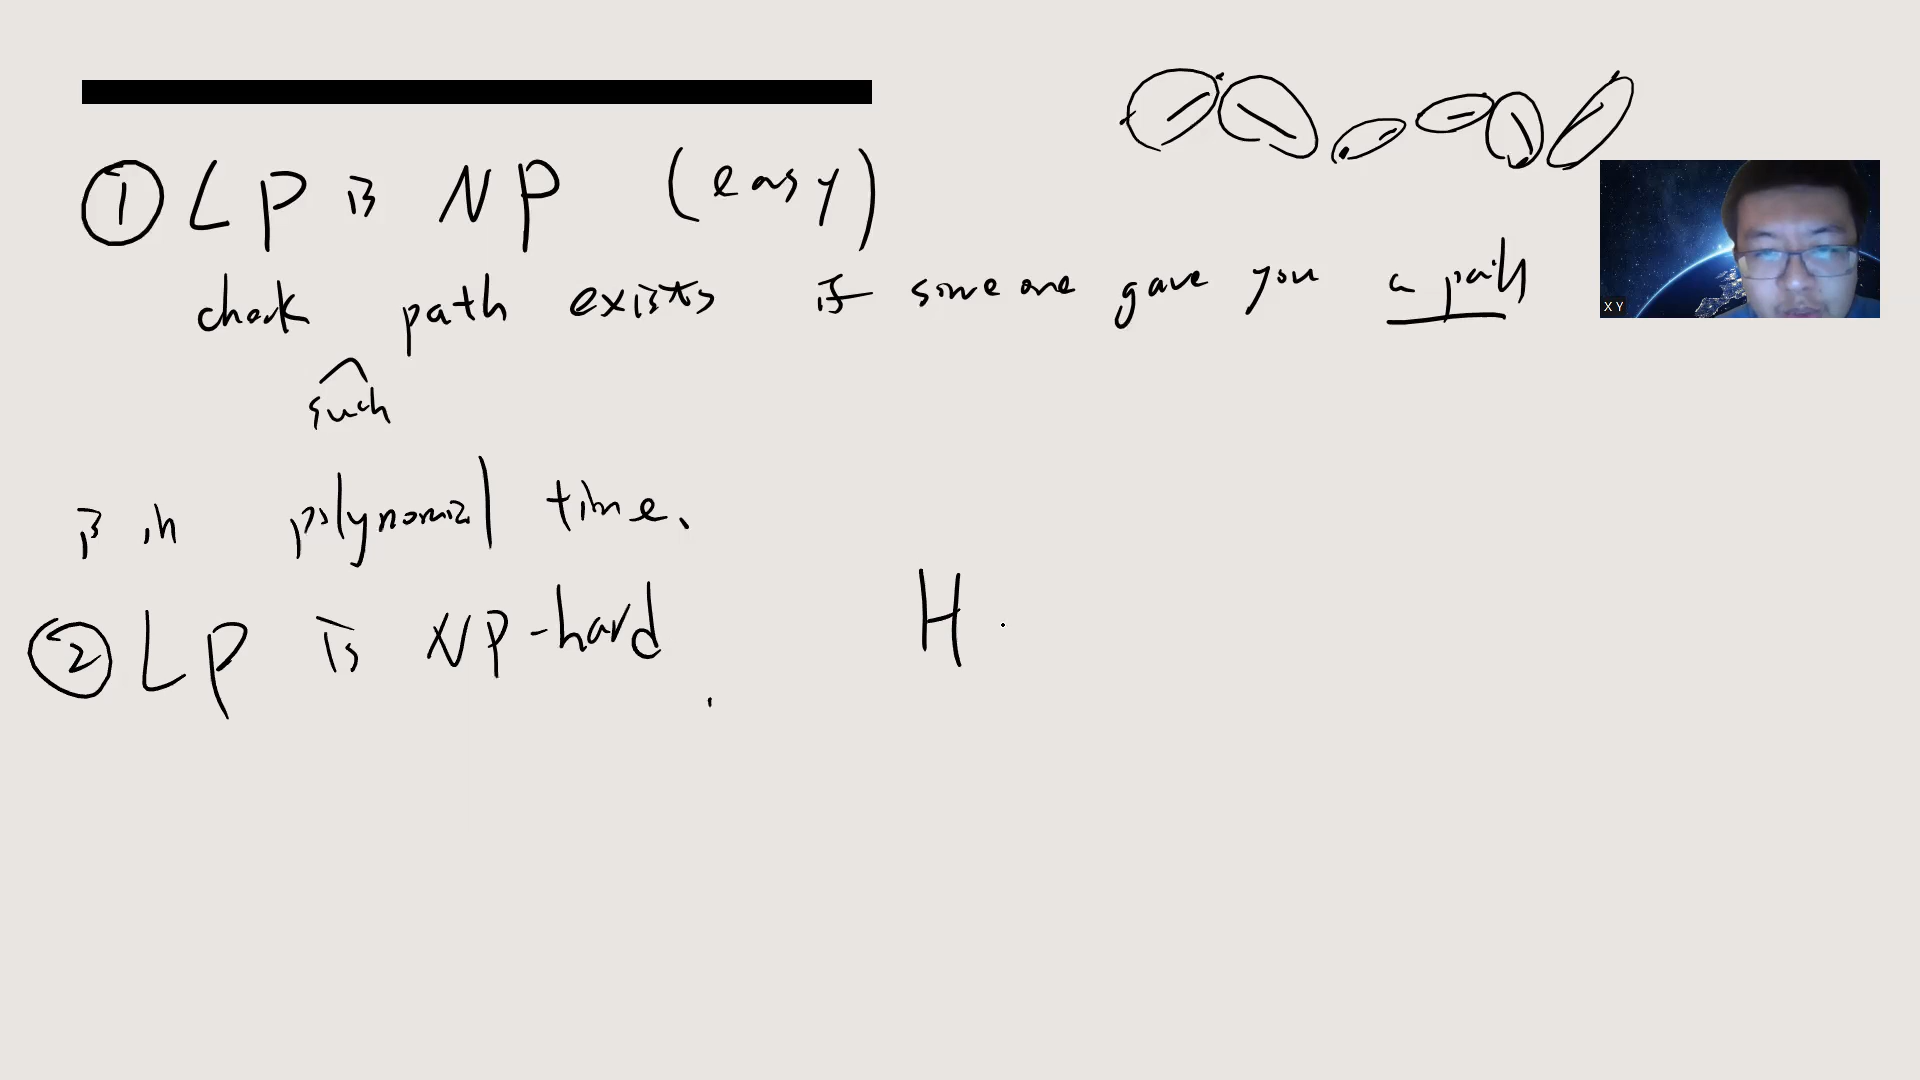 ① LP is NP (easy)
check path exists if someone gave you a path
such
is in polynomial time.
② LP is NP-hard
H
X Y